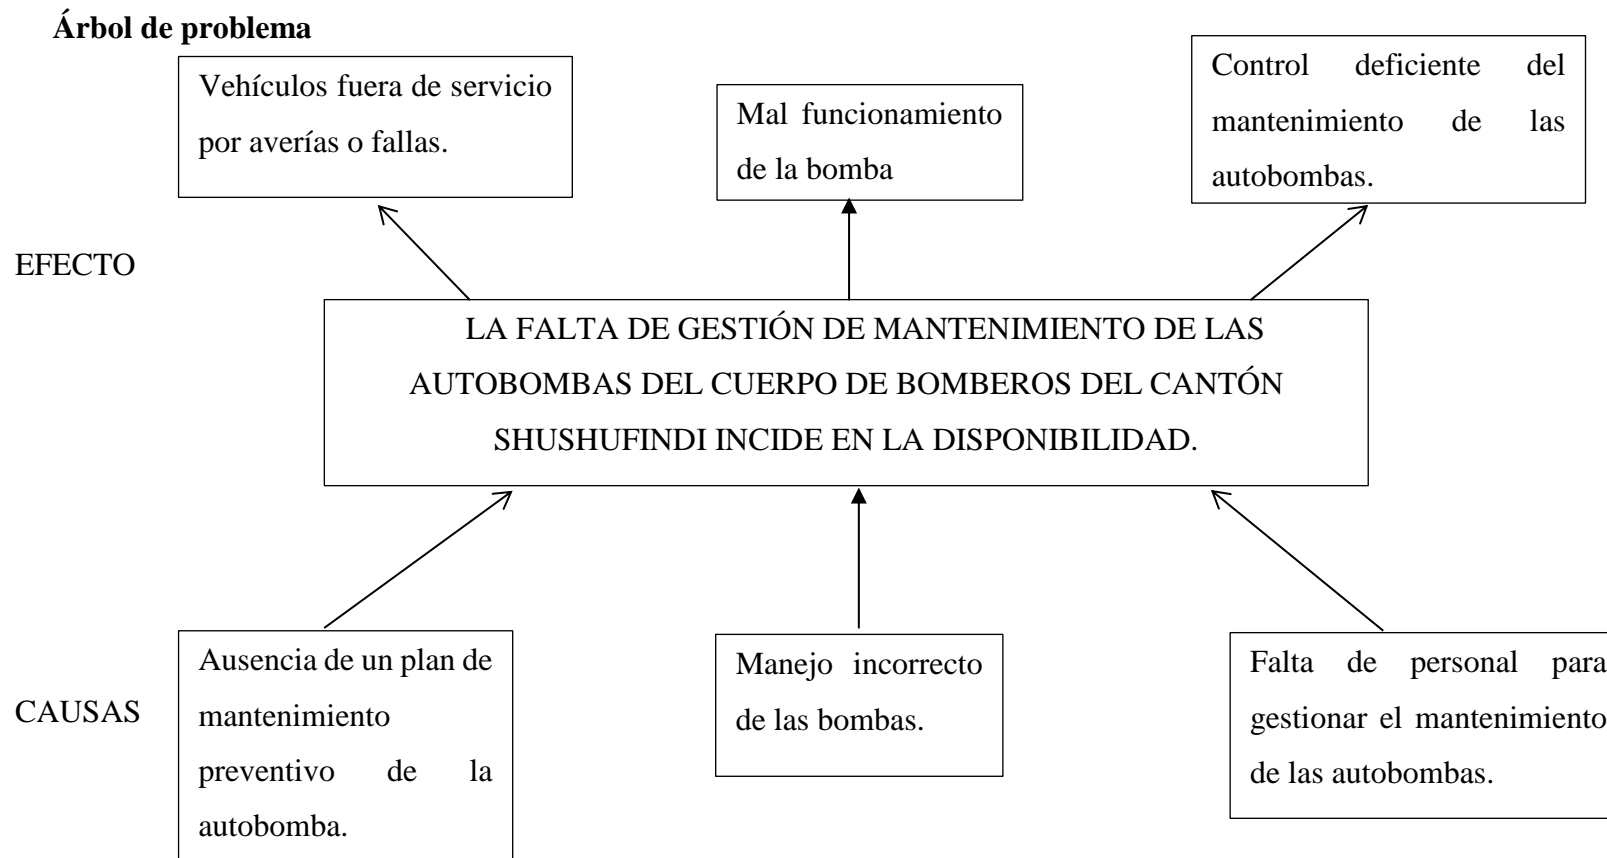 Árbol de problema
Vehículos fuera de servicio
por averías o fallas.
Mal funcionamiento
de la bomba
Control deficiente del
mantenimiento de las
autobombas.
EFECTO
LA FALTA DE GESTIÓN DE MANTENIMIENTO DE LAS
AUTOBOMBAS DEL CUERPO DE BOMBEROS DEL CANTÓN
SHUSHUFINDI INCIDE EN LA DISPONIBILIDAD.
CAUSAS
Ausencia de un plan de
mantenimiento
preventivo de la
autobomba.
Manejo incorrecto
de las bombas.
Falta de personal para
gestionar el mantenimiento
de las autobombas.